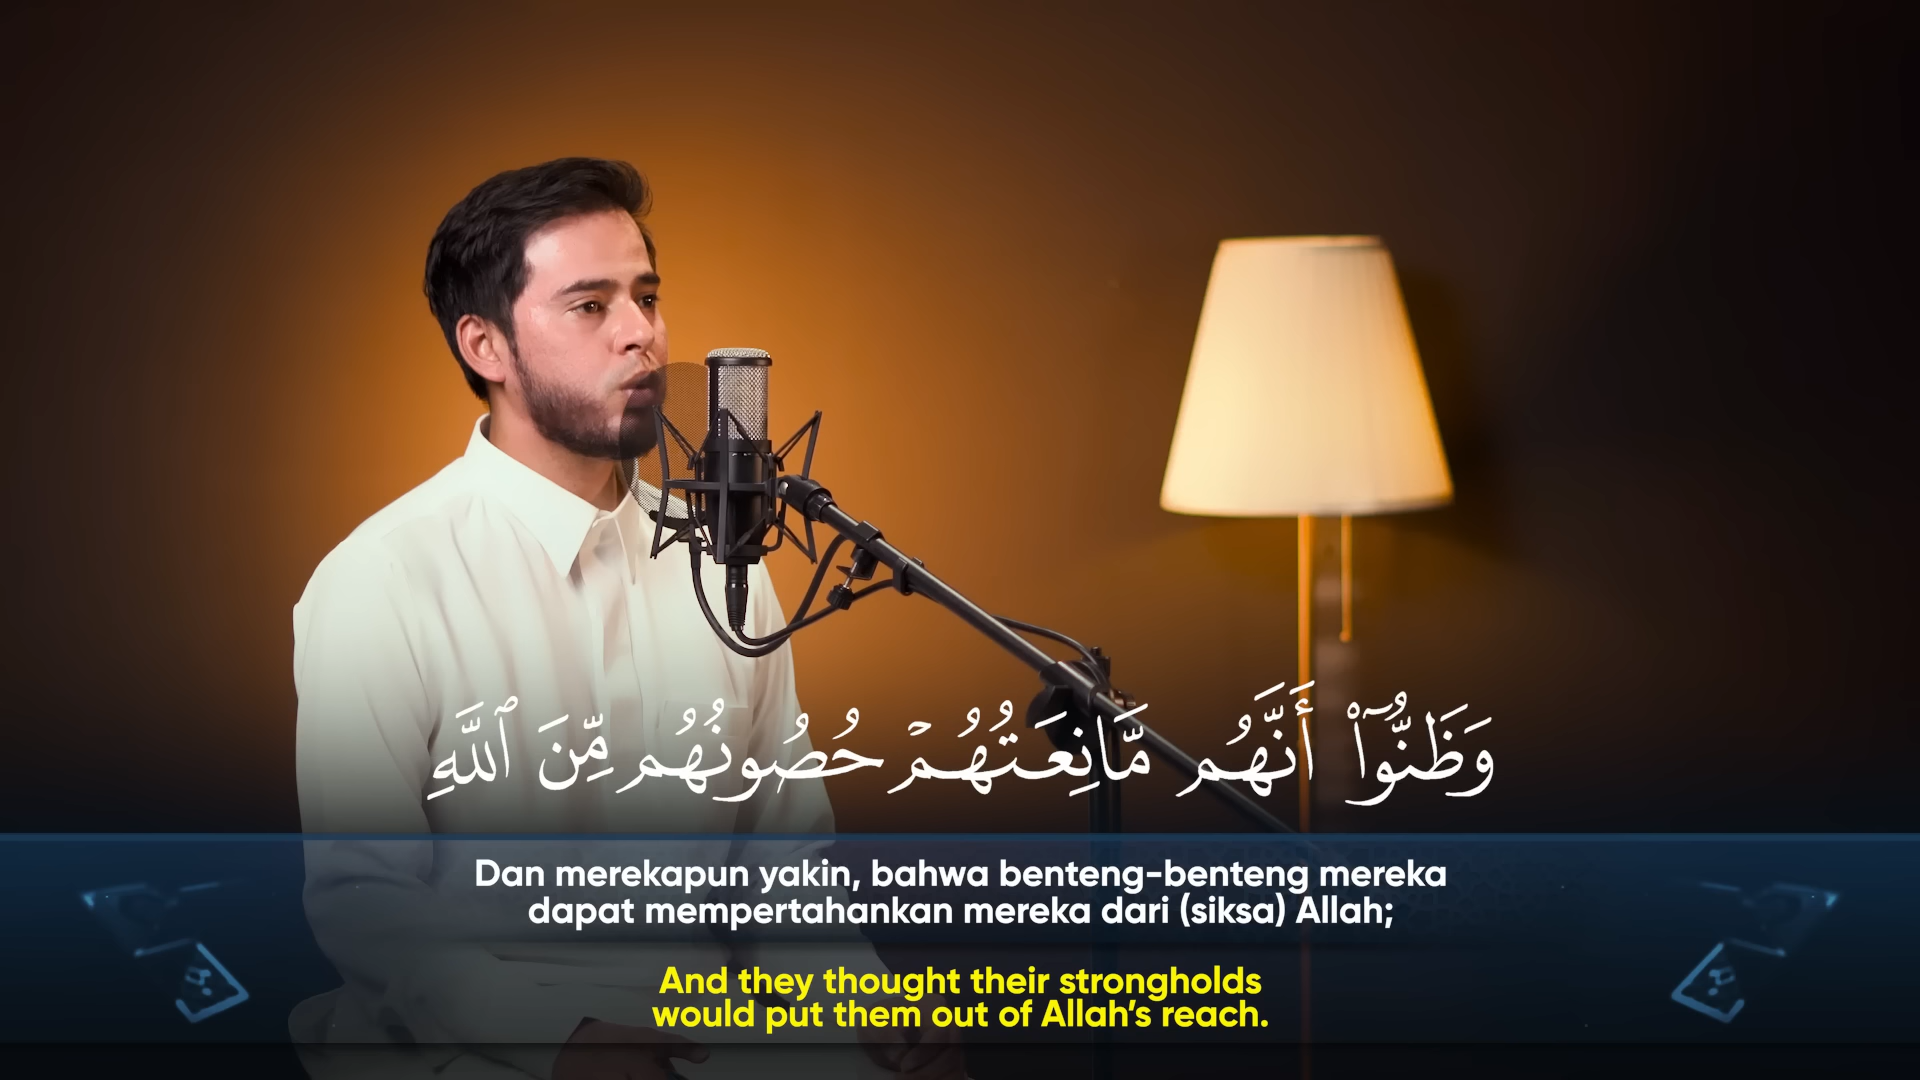 وَظَنُّوٓا۟ أَنَّهُم مَّانِعَتُهُمْ حُصُونُهُم مِّنَ ٱللَّهِ
Dan merekapun yakin, bahwa benteng-benteng mereka
dapat mempertahankan mereka dari (siksa) Allah;
And they thought their strongholds
would put them out of Allah’s reach.